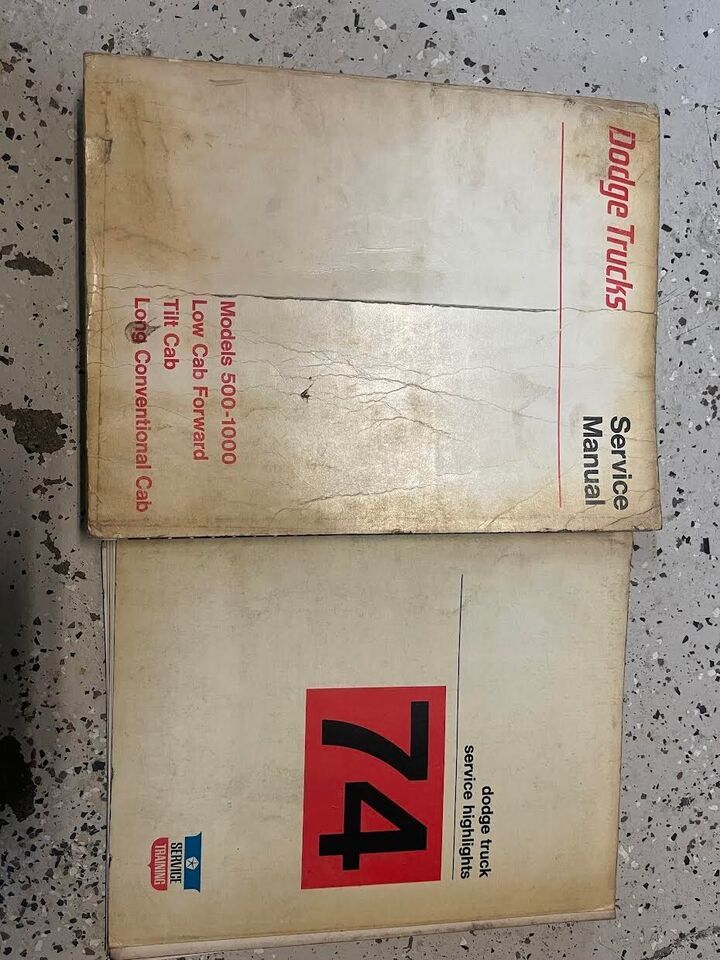 Dodge Trucks
Service
Manual
Models 500-1000
Low Cab Forward
Tilt Cab
Long Conventional Cab
dodge truck
service highlights
74
SERVICE
TRAINING